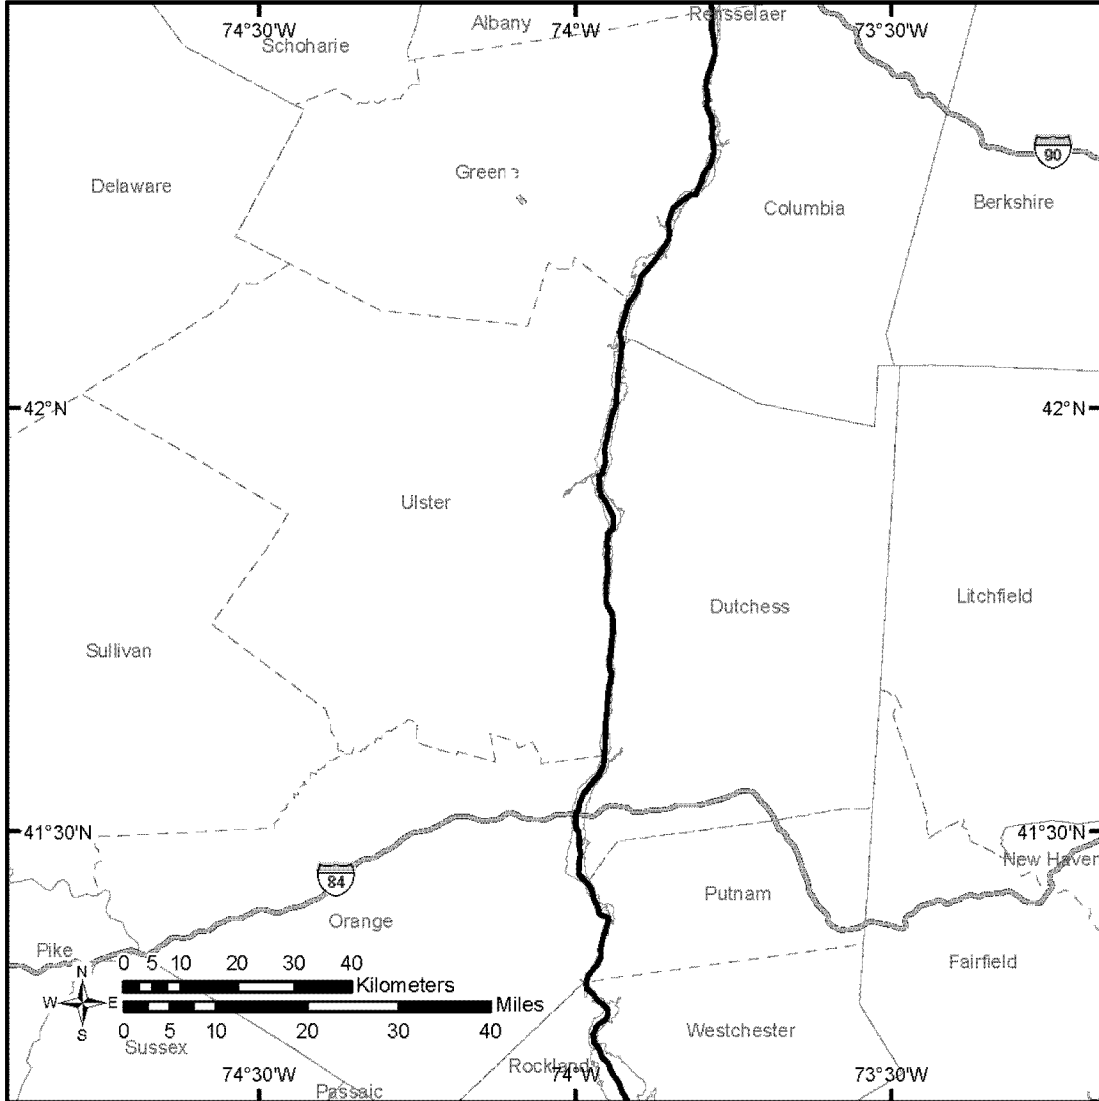 Albany
Rensselaer
74°30'W
74°W
73°30'W
Schoharie
90
Greene
Delaware
Columbia
Berkshire
42°N
42°N
Ulster
Litchfield
Dutchess
Sullivan
41°30'N
41°30'N
New Haven
84
Putnam
Orange
Pike
Fairfield
0 5 10 20 30 40
Kilometers
N
W E
S
Miles
0 5 10 20 30 40
Westchester
Sussex
Rockland
74°30'W
74°W
73°30'W
Passaic